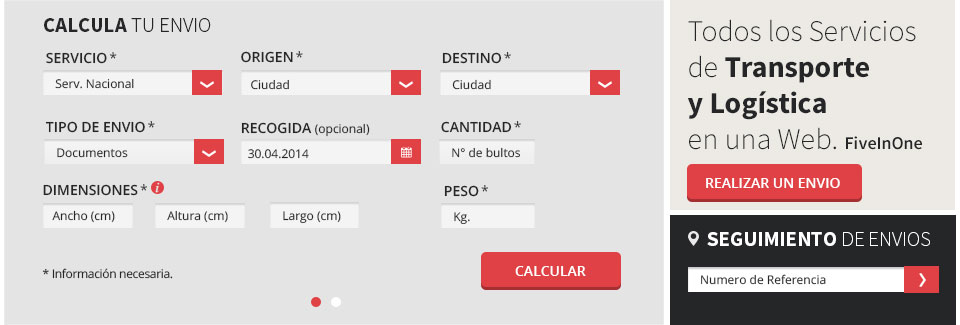 CALCULA TU ENVIO
SERVICIO *
ORIGEN *
DESTINO *
Serv. Nacional
Ciudad
Ciudad
TIPO DE ENVIO *
RECOGIDA (opcional)
CANTIDAD *
Documentos
30.04.2014
N° de bultos
DIMENSIONES * i
PESO *
Ancho (cm)
Altura (cm)
Largo (cm)
Kg.
* Información necesaria.
CALCULAR
Todos los Servicios
de Transporte
y Logística
en una Web. FiveInOne
REALIZAR UN ENVIO
SEGUIMIENTO DE ENVIOS
Numero de Referencia